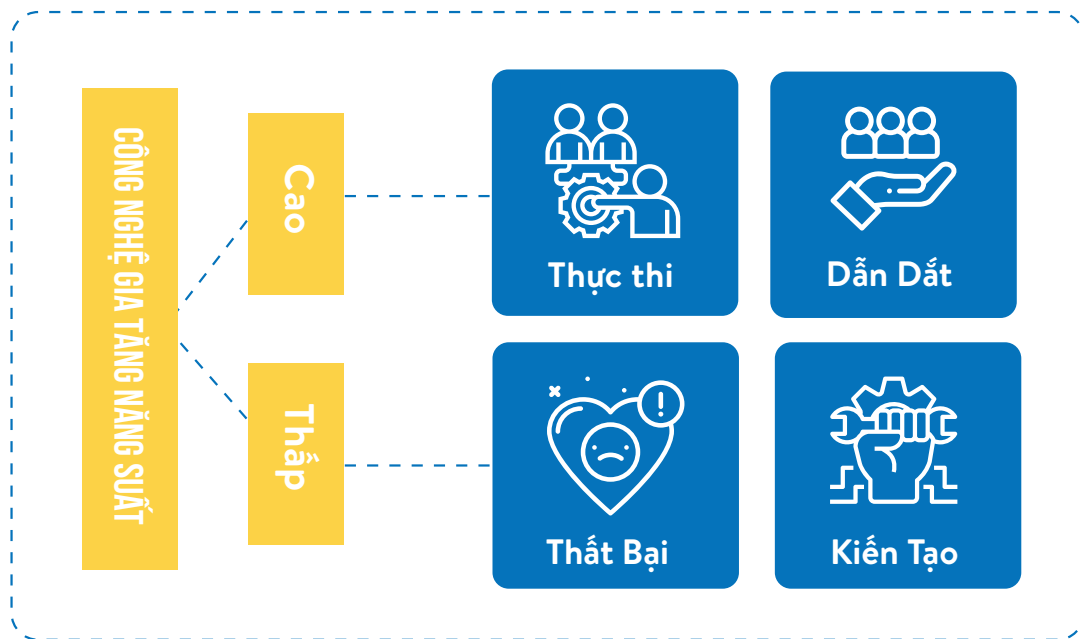 CÔNG NGHỆ GIA TĂNG NĂNG SUẤT
Cao
Thực thi
Dẫn Dắt
Thấp
Thất Bại
Kiến Tạo